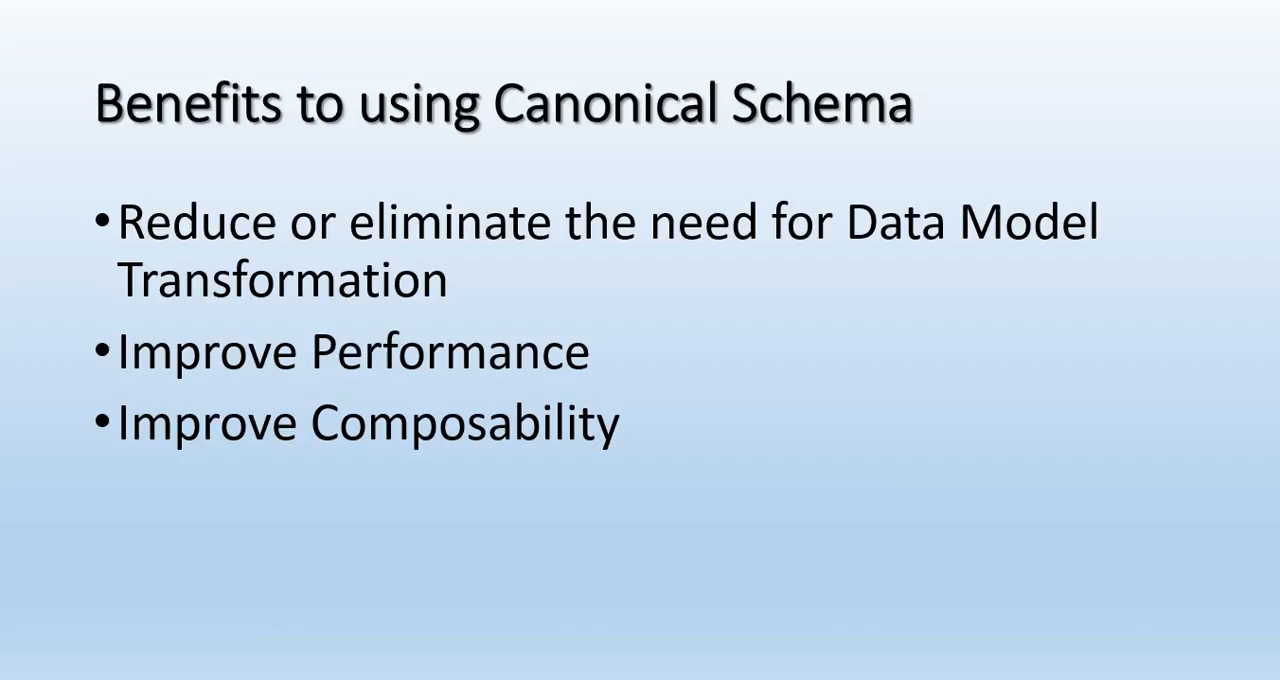 Benefits to using Canonical Schema
•Reduce or eliminate the need for Data Model
Transformation
•Improve Performance
•Improve Composability